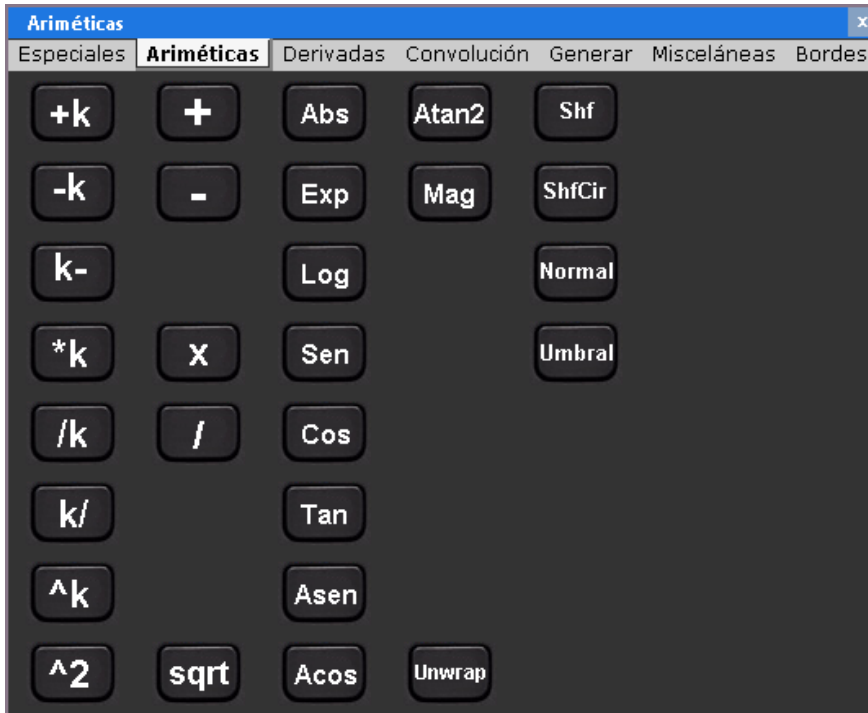 Ariméticas x
Especiales Ariméticas Derivadas Convolución Generar Misceláneas Bordes
+k + Abs Atan2 Shf
-k - Exp Mag ShfCir
k- Log Normal
*k x Sen Umbral
/k / Cos
k/ Tan
^k Asen
^2 sqrt Acos Unwrap